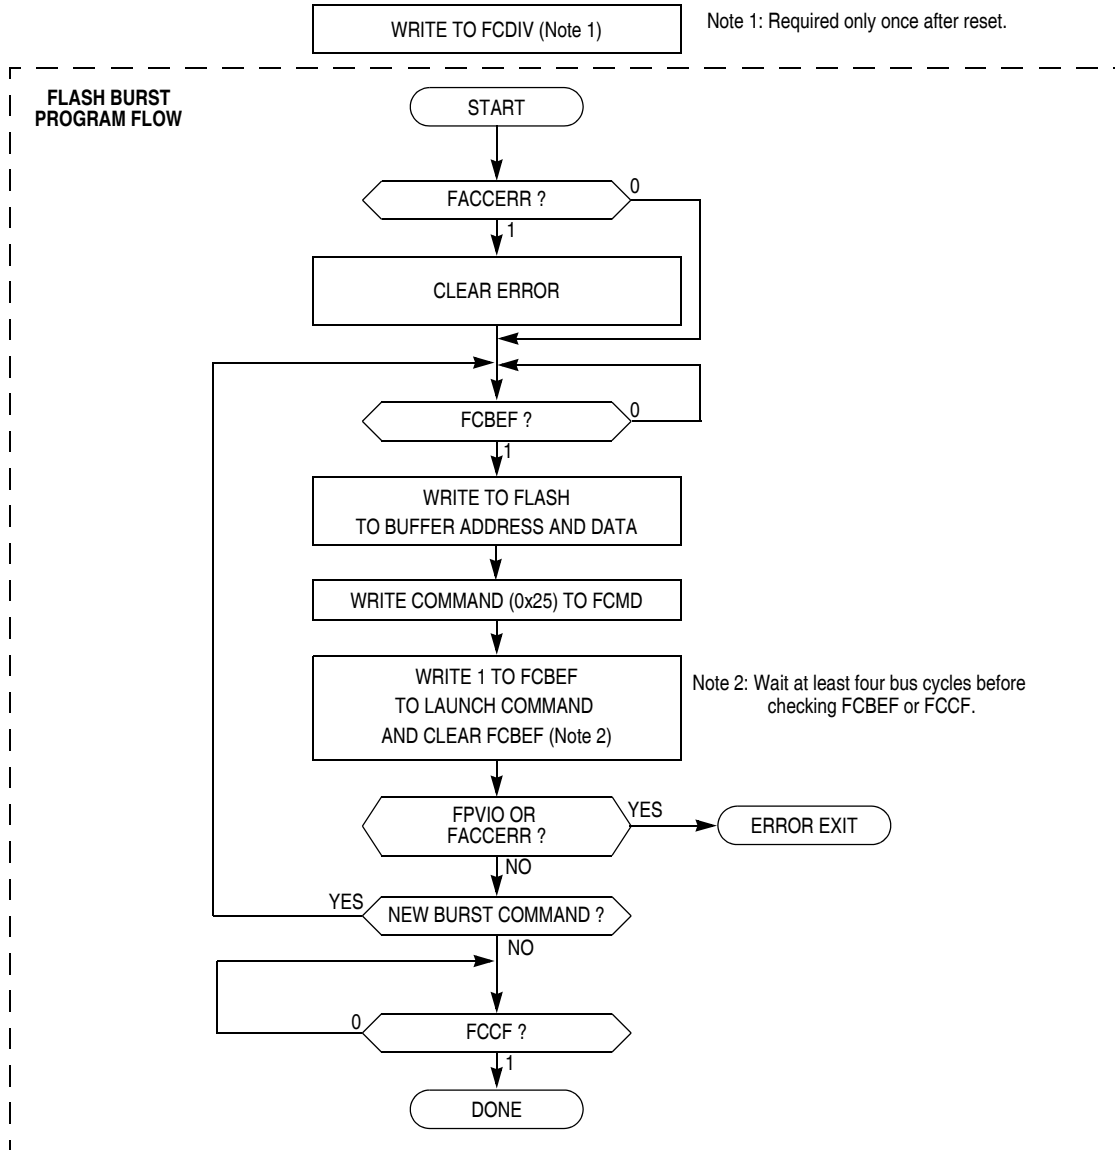 WRITE TO FCDIV (Note 1)
Note 1: Required only once after reset.
FLASH BURST
PROGRAM FLOW
START
FACCERR ?
0
1
CLEAR ERROR
FCBEF ?
0
1
WRITE TO FLASH
TO BUFFER ADDRESS AND DATA
WRITE COMMAND (0x25) TO FCMD
WRITE 1 TO FCBEF
TO LAUNCH COMMAND
AND CLEAR FCBEF (Note 2)
Note 2: Wait at least four bus cycles before
checking FCBEF or FCCF.
FPVIO OR
FACCERR ?
YES
ERROR EXIT
NO
YES
NEW BURST COMMAND ?
NO
0
FCCF ?
1
DONE